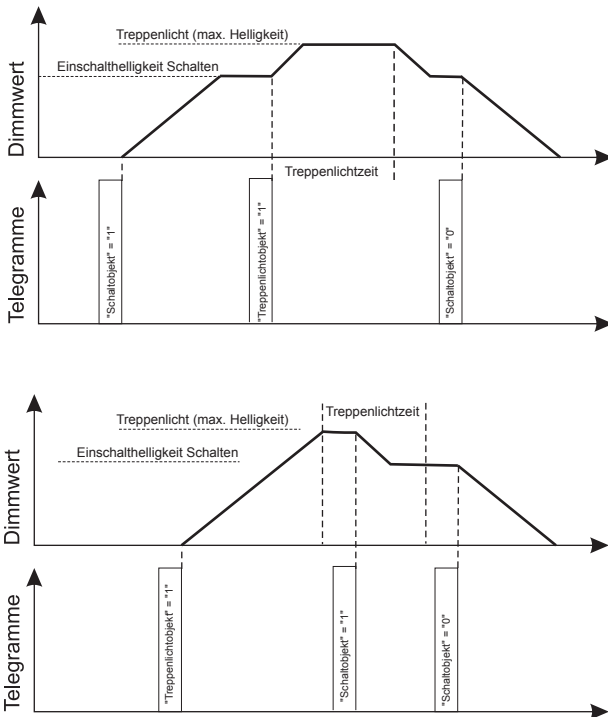 Treppenlicht (max. Helligkeit)
Einschalthelligkeit Schalten
Dimmwert
Treppenlichtzeit
Telegramme
"Schaltobjekt" = "1"
"Treppenlichtobjekt" = "1"
"Schaltobjekt" = "0"
Treppenlicht (max. Helligkeit)
Treppenlichtzeit
Einschalthelligkeit Schalten
Dimmwert
Telegramme
"Treppenlichtobjekt" = "1"
"Schaltobjekt" = "1"
"Schaltobjekt" = "0"